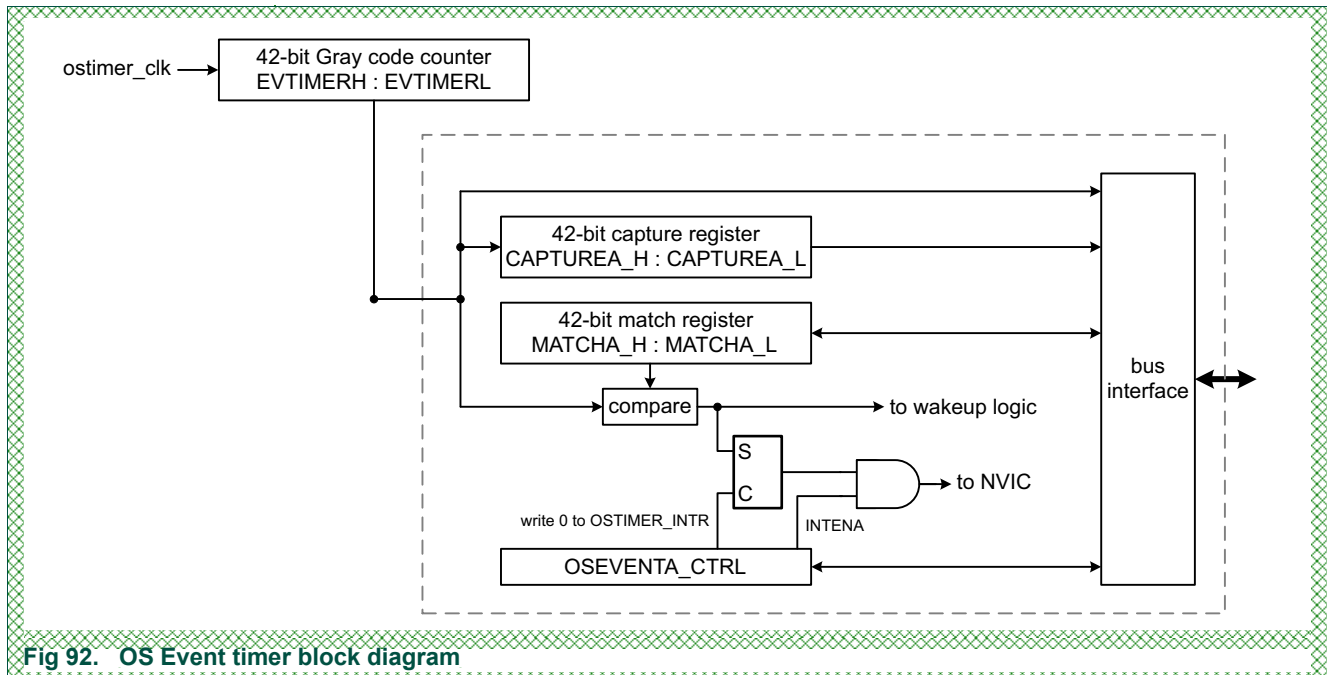 ostimer_clk
42-bit Gray code counter
EVTIMERH : EVTIMERL
42-bit capture register
CAPTUREA_H : CAPTUREA_L
42-bit match register
MATCHA_H : MATCHA_L
bus
interface
compare
to wakeup logic
S
C
to NVIC
write 0 to OSTIMER_INTR
INTENA
OSEVENTA_CTRL
Fig 92. OS Event timer block diagram